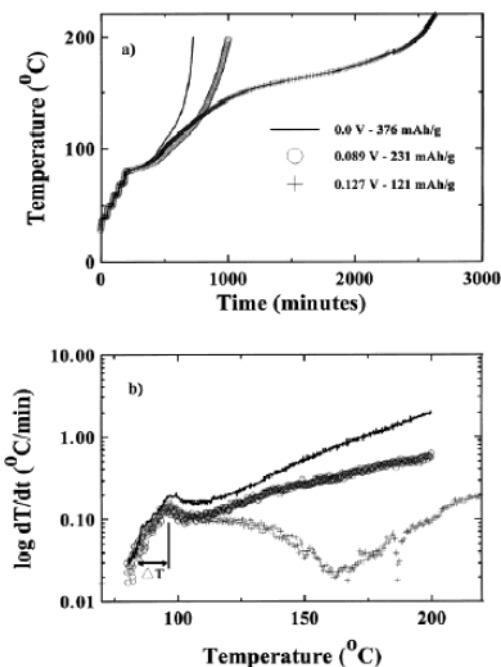 200
a)
Temperature (°C)
100
0
0.0 V - 376 mAh/g
0.089 V - 231 mAh/g
0.127 V - 121 mAh/g
0 1000 2000 3000
Time (minutes)
10.00
b)
log dT/dt (°C/min)
1.00
0.10
0.01
△T
100 150 200
Temperature (°C)